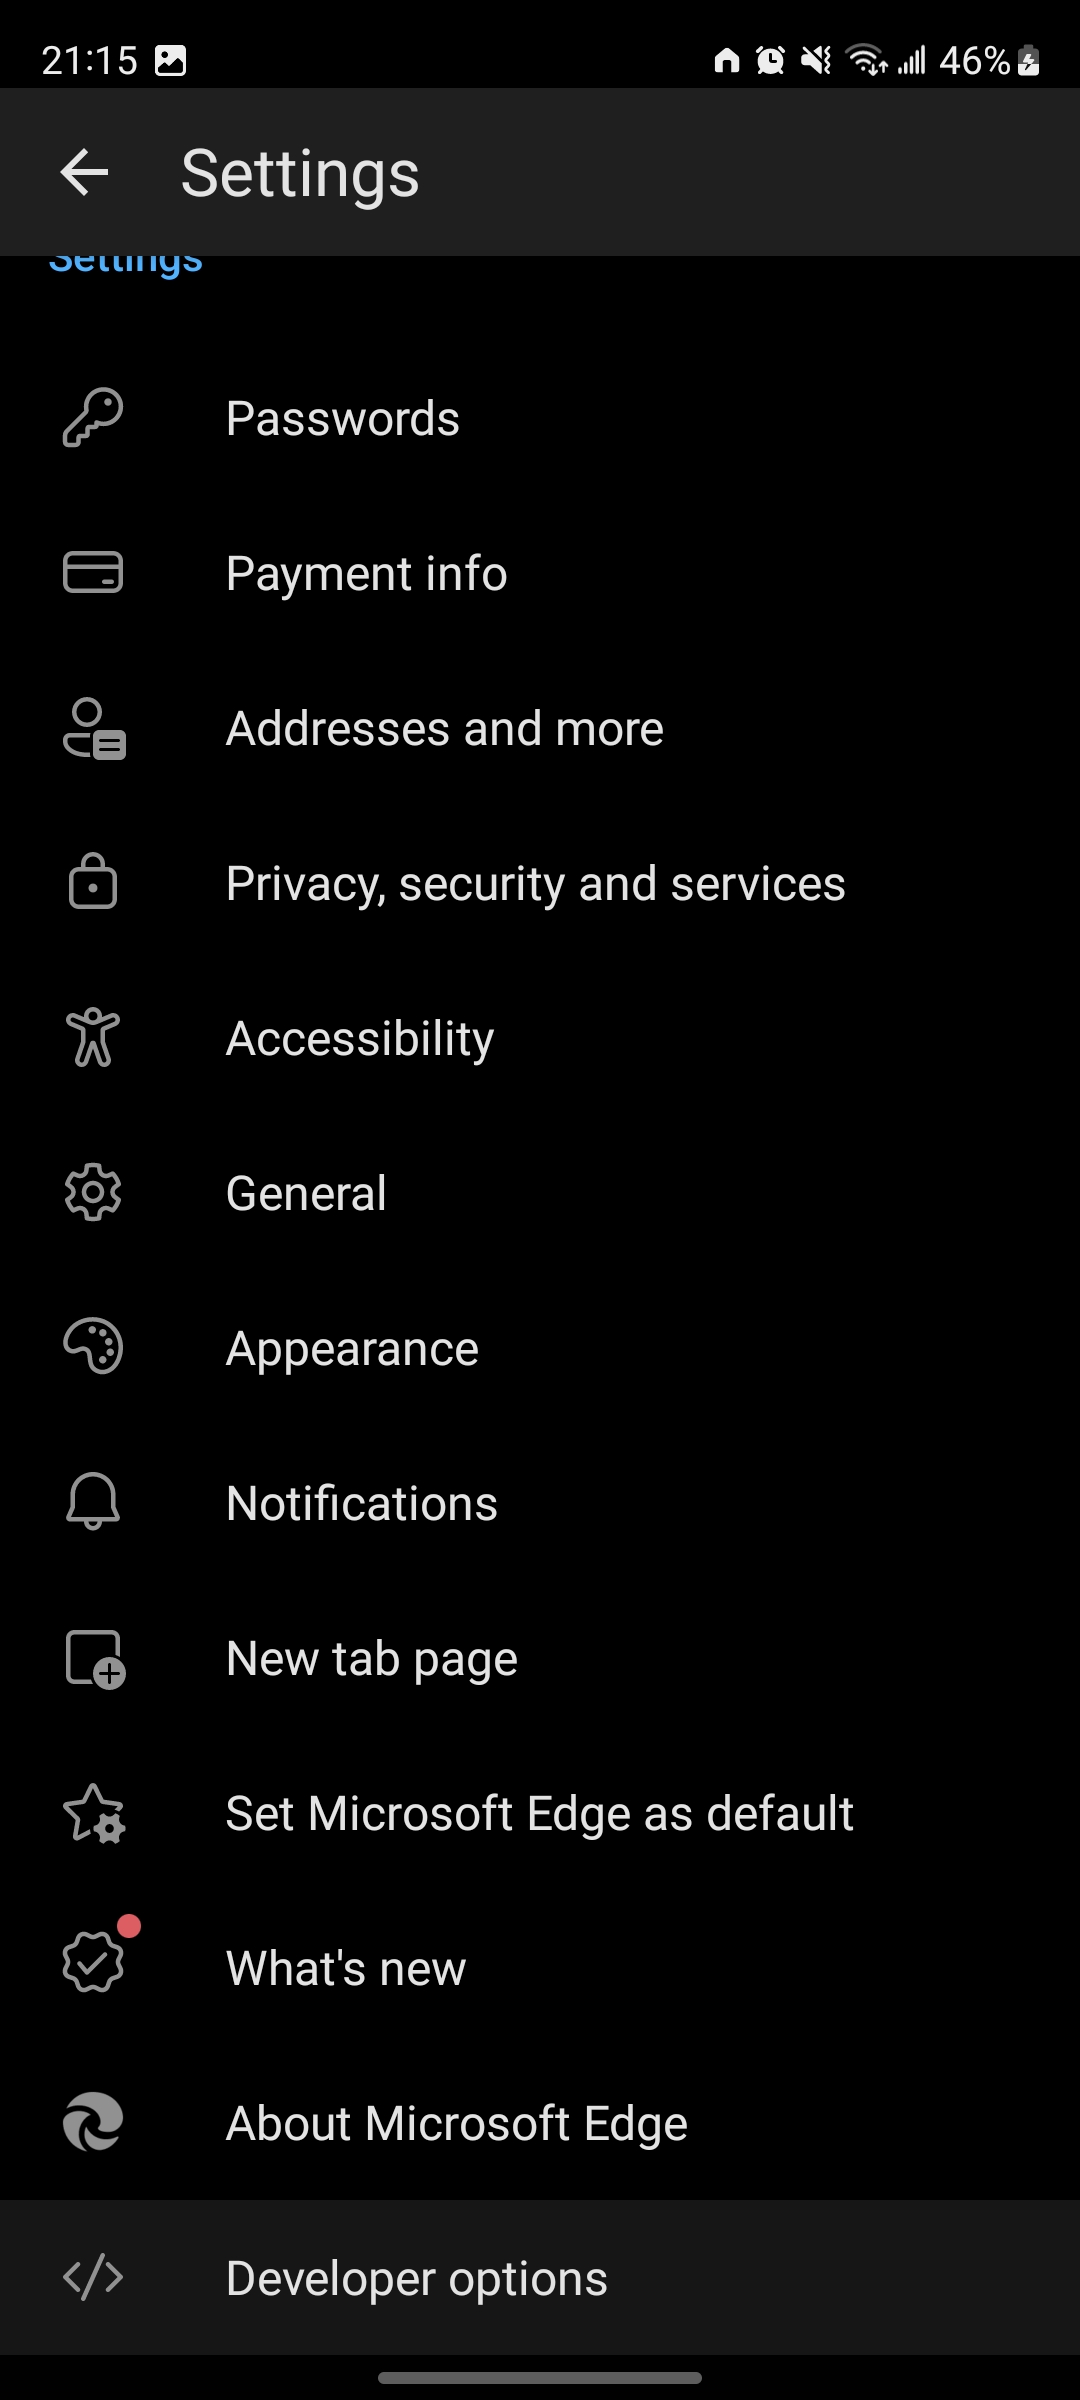 21:15 46%
Settings
Settings
Passwords
Payment info
Addresses and more
Privacy, security and services
Accessibility
General
Appearance
Notifications
New tab page
Set Microsoft Edge as default
What's new
About Microsoft Edge
Developer options